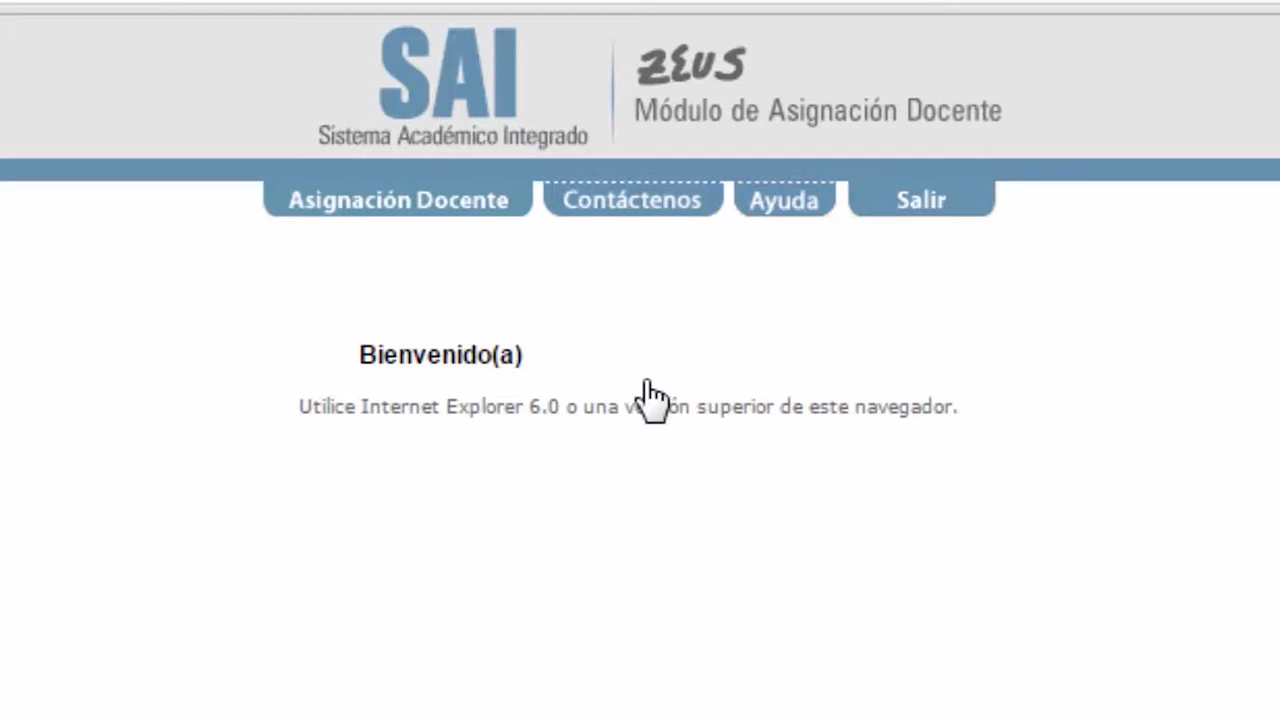 SAI
Sistema Académico Integrado
ZEUS
Módulo de Asignación Docente
Asignación Docente
Contáctenos
Ayuda
Salir
Bienvenido(a)
Utilice Internet Explorer 6.0 o una versión superior de este navegador.